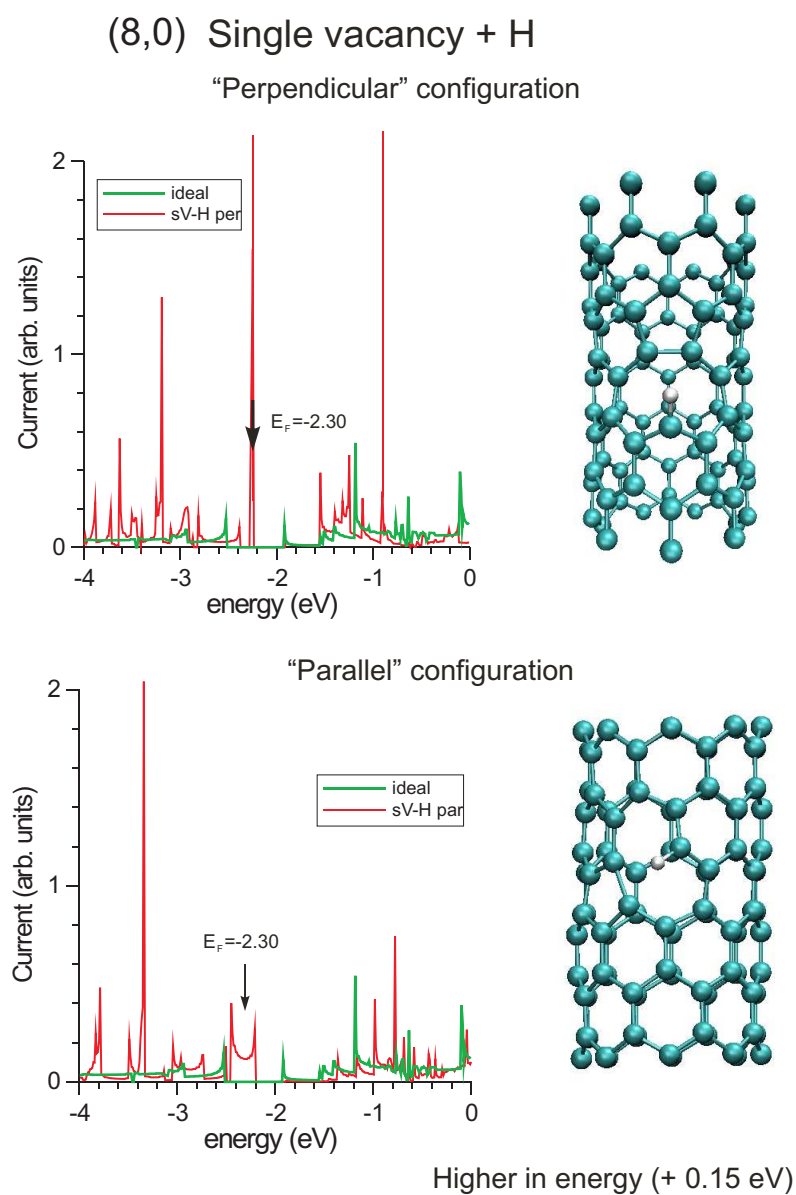 (8,0) Single vacancy + H
“Perpendicular” configuration
2
1
0
Current (arb. units)
ideal
sV-H per
EF=-2.30
-4 -3 -2 -1 0
energy (eV)
“Parallel” configuration
2
1
0
Current (arb. units)
ideal
sV-H par
EF=-2.30
-4 -3 -2 -1 0
energy (eV)
Higher in energy (+ 0.15 eV)